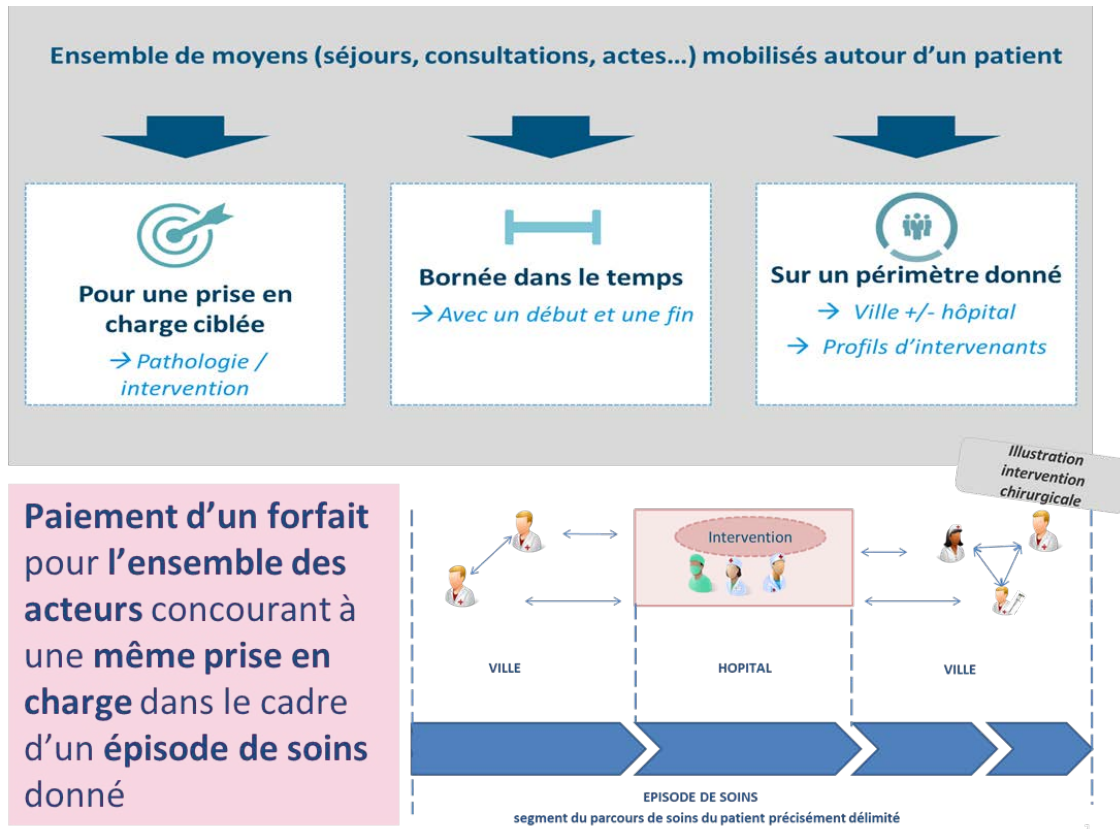 Ensemble de moyens (séjours, consultations, actes...) mobilisés autour d'un patient
Pour une prise en
charge ciblée
→ Pathologie /
intervention
Bornée dans le temps
→ Avec un début et une fin
Sur un périmètre donné
→ Ville +/- hôpital
→ Profils d'intervenants
Illustration
intervention
chirurgicale
Paiement d'un forfait
pour l'ensemble des
acteurs concourant à
une même prise en
charge dans le cadre
d'un épisode de soins
donné
Intervention
VILLE
HOPITAL
VILLE
EPISODE DE SOINS
segment du parcours de soins du patient précisément délimité